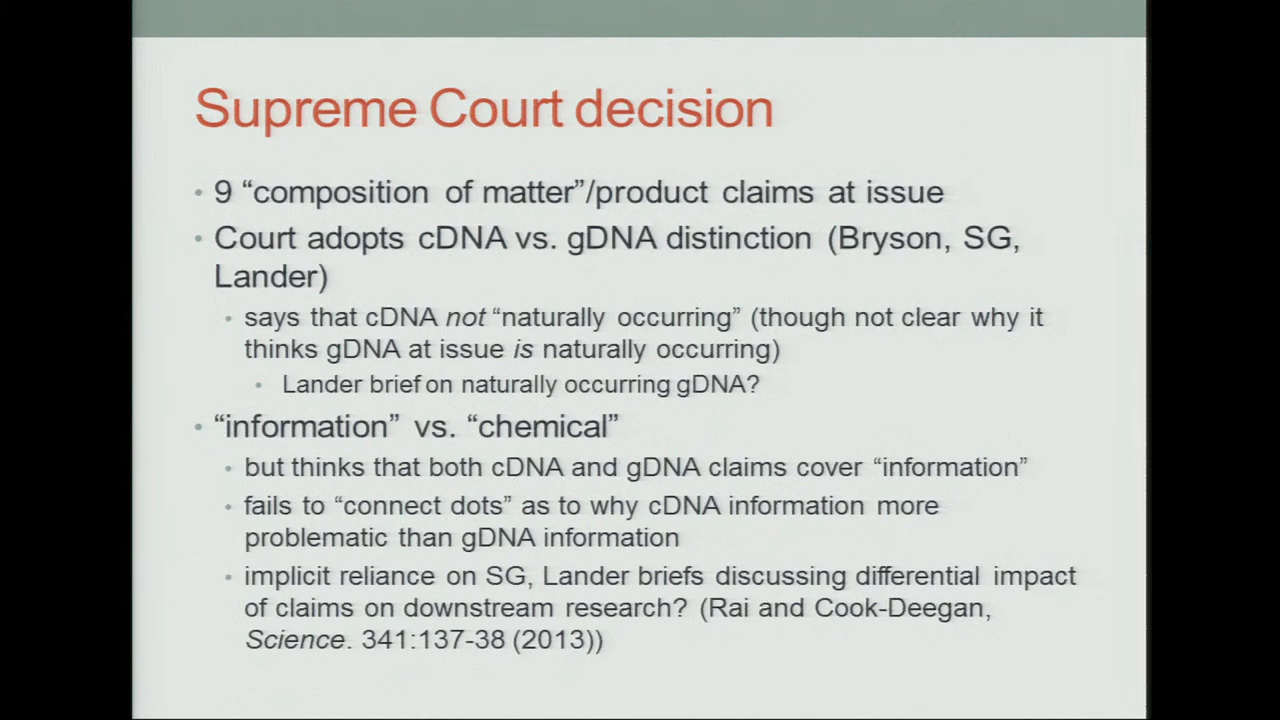 Supreme Court decision
• 9 “composition of matter”/product claims at issue
• Court adopts cDNA vs. gDNA distinction (Bryson, SG,
Lander)
• says that cDNA not “naturally occurring” (though not clear why it
thinks gDNA at issue is naturally occurring)
• Lander brief on naturally occurring gDNA?
• “information” vs. “chemical”
• but thinks that both cDNA and gDNA claims cover “information”
• fails to “connect dots” as to why cDNA information more
problematic than gDNA information
• implicit reliance on SG, Lander briefs discussing differential impact
of claims on downstream research? (Rai and Cook-Deegan,
Science. 341:137-38 (2013))